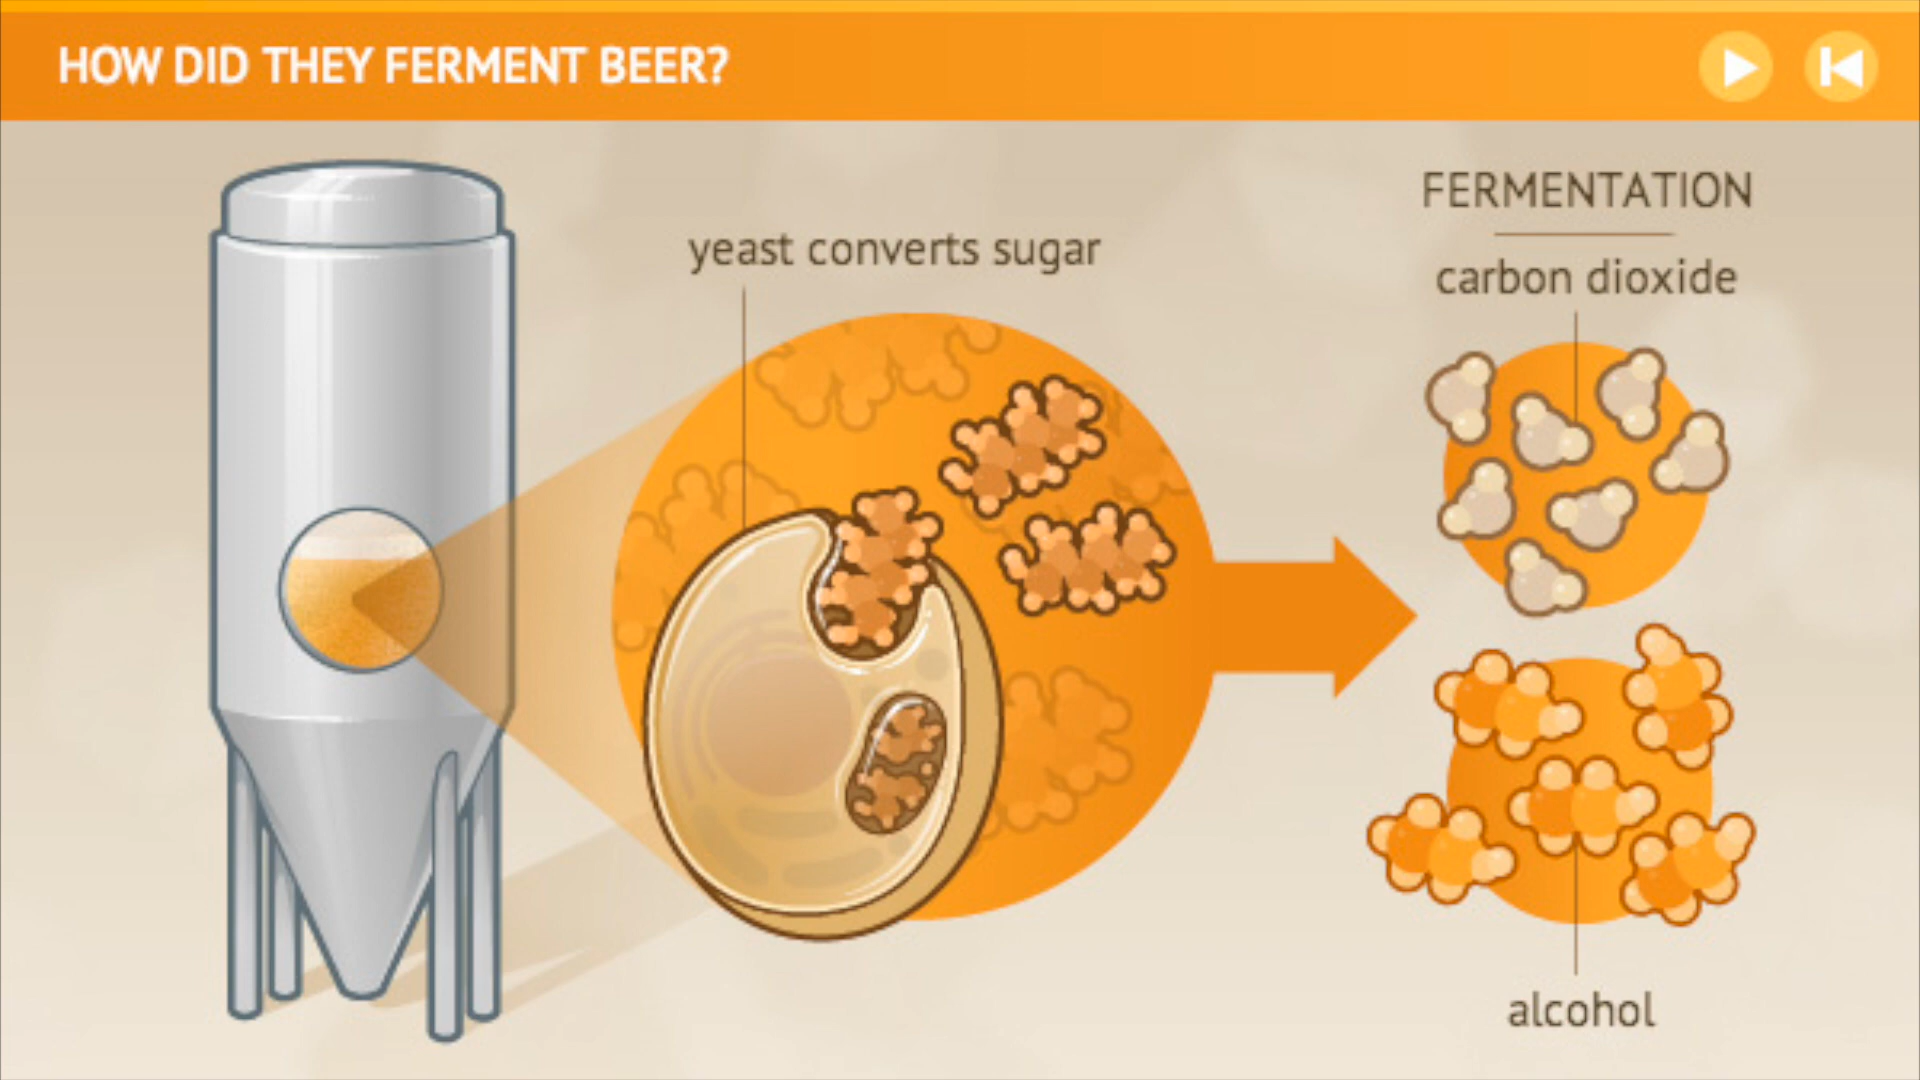 HOW DID THEY FERMENT BEER?
yeast converts sugar
FERMENTATION
carbon dioxide
alcohol